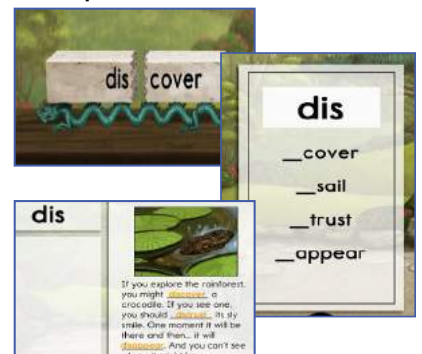 dis cover
dis
__cover
__sail
__trust
__appear
dis
If you explore the rainforest,
you might discover a
crocodile. If you see one,
you should distrust its sly
smile. One moment it will be
there and then... it will
disappear. And you can't see